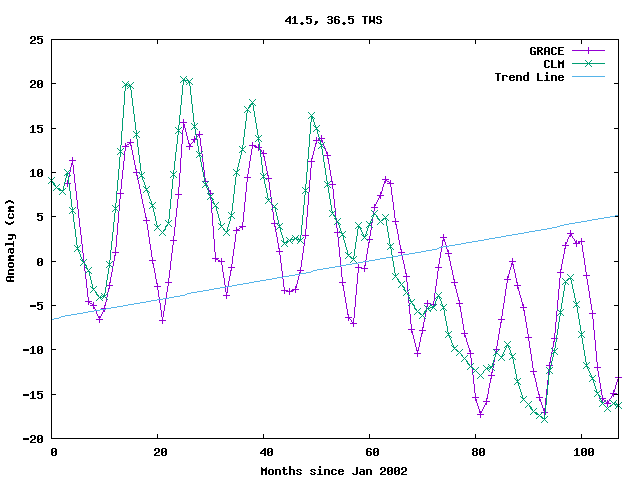 41.5, 36.5 TWS
GRACE
CLM
Trend Line
Anomaly (cm)
25
20
15
10
5
0
-5
-10
-15
-20
0 20 40 60 80 100
Months since Jan 2002